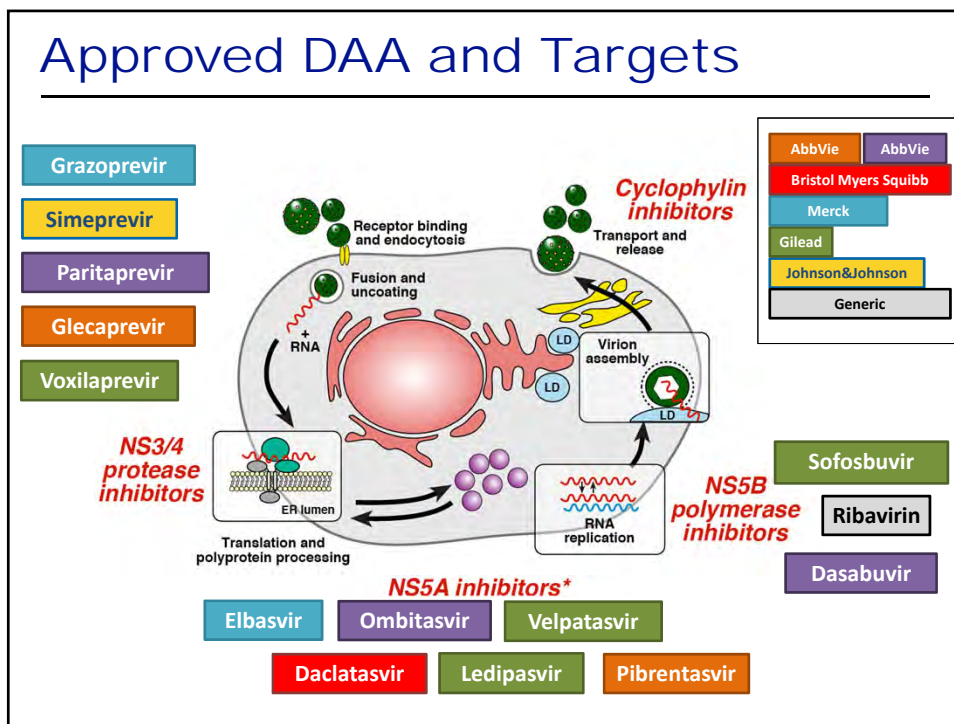 Approved DAA and Targets
Grazoprevir
Simeprevir
Paritaprevir
Glecaprevir
Voxilaprevir
AbbVie
AbbVie
Bristol Myers Squibb
Merck
Gilead
Johnson&Johnson
Generic
Cyclophylin
inhibitors
Receptor binding
and endocytosis
Transport and
release
Fusion and
uncoating
+
RNA
LD
LD
Virion
assembly
LD
NS3/4
protease
inhibitors
ER lumen
Translation and
polyprotein processing
RNA
replication
NS5B
polymerase
inhibitors
Sofosbuvir
Ribavirin
Dasabuvir
NS5A inhibitors*
Elbasvir
Ombitasvir
Velpatasvir
Daclatasvir
Ledipasvir
Pibrentasvir